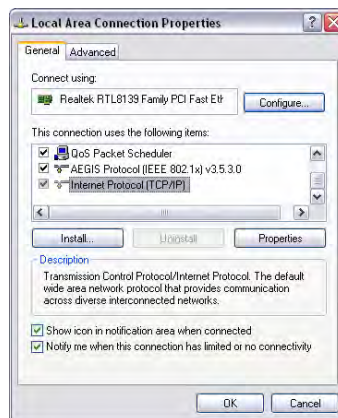 Local Area Connection Properties
General Advanced
Connect using:
Realtek RTL8139 Family PCI Fast Eth
Configure...
This connection uses the following items:
QoS Packet Scheduler
AEGIS Protocol (IEEE 802.1x) v3.5.3.0
Internet Protocol (TCP/IP)
Install... Uninstall Properties
Description
Transmission Control Protocol/Internet Protocol. The default
wide area network protocol that provides communication
across diverse interconnected networks.
Show icon in notification area when connected
Notify me when this connection has limited or no connectivity
OK Cancel